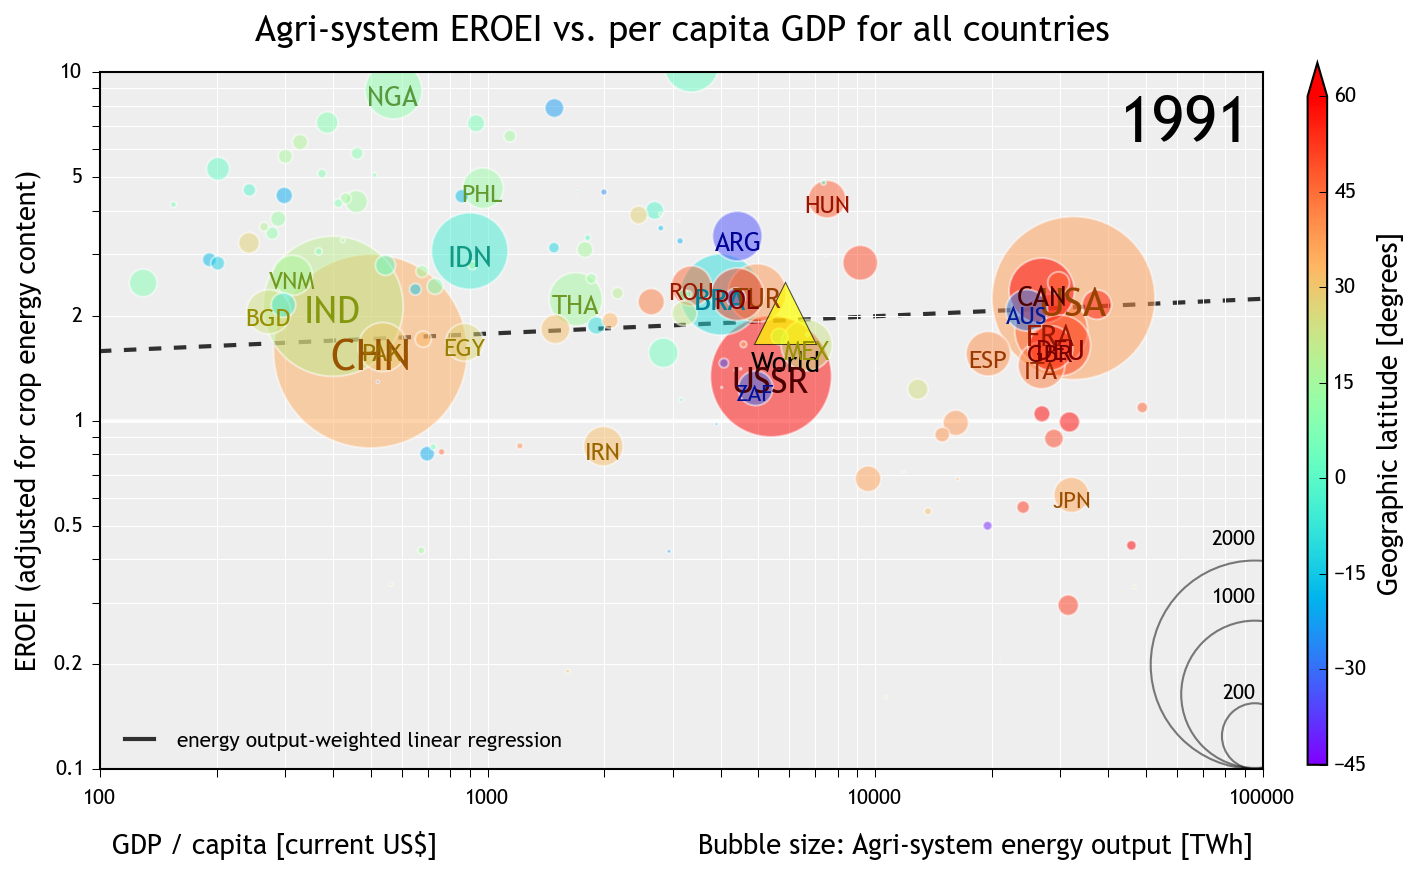 Agri-system EROEI vs. per capita GDP for all countries
1991
EROEI (adjusted for crop energy content)
10
5
2
1
0.5
0.2
0.1
100
1000
10000
100000
GDP / capita [current US$]
Bubble size: Agri-system energy output [TWh]
energy output-weighted linear regression
NGA
PHL
IDN
VNM
IND
BGD
CHN
PAK
EGY
THA
IRN
ARG
HUN
ROU
BRA
POL
TUR
World
MEX
USSR
ZAF
CAN
USA
AUS
FRA
GBR
DEU
ITA
ESP
JPN
2000
1000
200
60
45
30
15
0
−15
−30
−45
Geographic latitude [degrees]